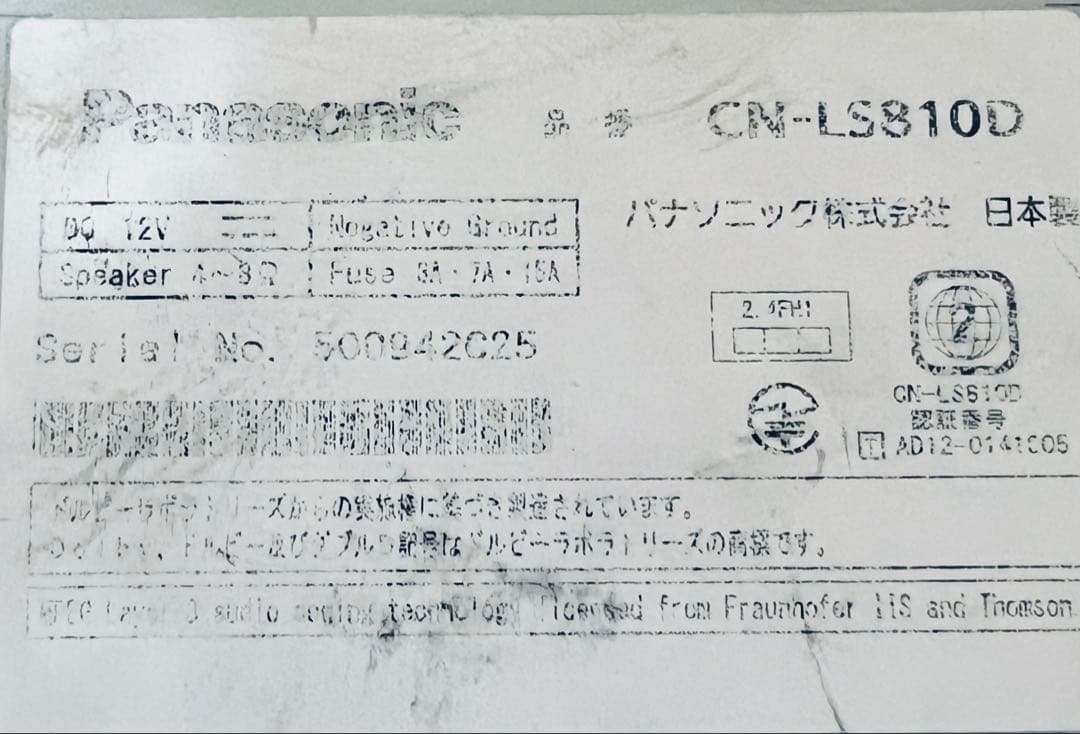 Panasonic 品番 CN-LS810D
DC 12V Negative Ground
Speaker 4～8Ω Fuse 3A・7A・15A
パナソニック株式会社 日本製
Serial No. 500942C25
2.4FH1
CN-LS810D
認証番号
T AD12-0141C05
ドルビーラボラトリーズからの実施権に基づき製造されています。
Dolby、ドルビー及びダブルD記号はドルビーラボラトリーズの商標です。
MPEG Layer-3 audio coding technology licensed from Fraunhofer IIS and Thomson